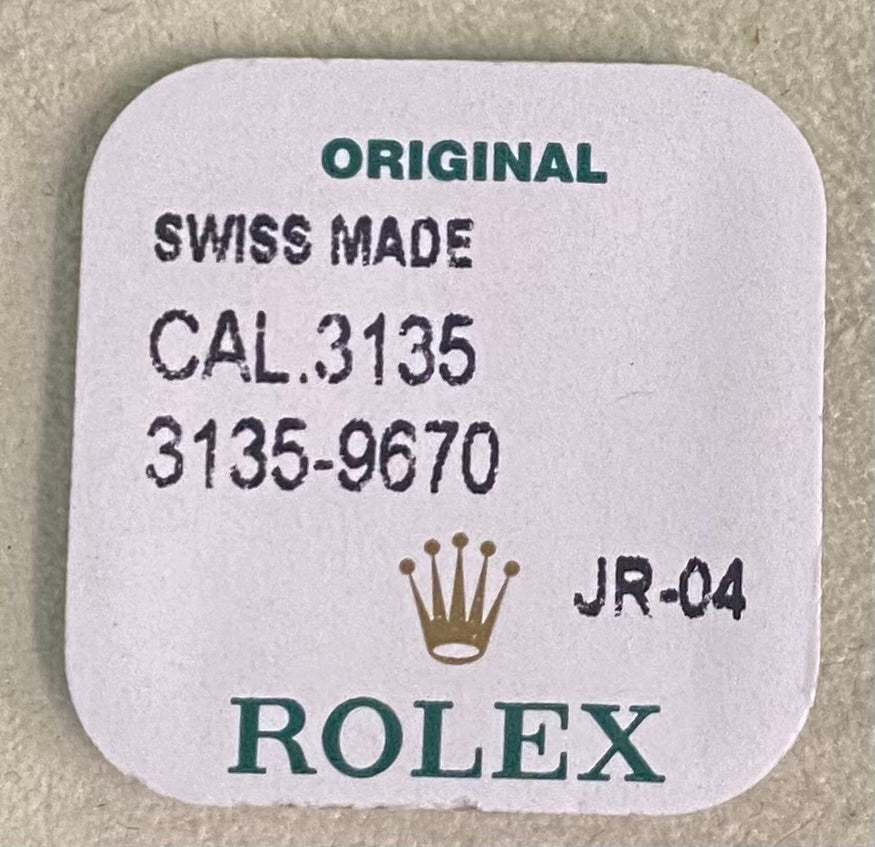 ORIGINAL
SWISS MADE
CAL.3135
3135-9670
JR-04
ROLEX